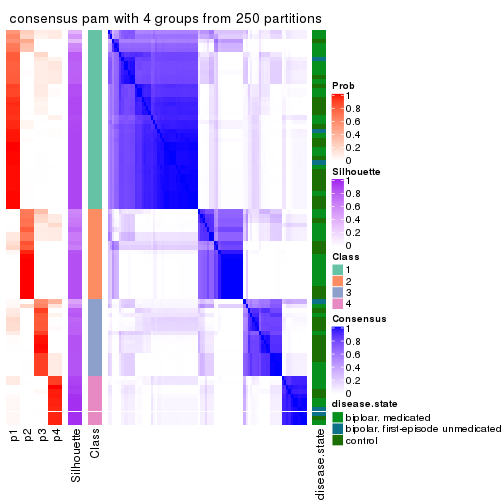 consensus pam with 4 groups from 250 partitions
Prob
1
0.8
0.6
0.4
0.2
0
Silhouette
1
0.8
0.6
0.4
0.2
0
Class
1
2
3
4
Consensus
1
0.8
0.6
0.4
0.2
0
disease.state
biploar, medicated
bipolar, first-episode unmedicated
control
p1
p2
p3
p4
Silhouette
Class
disease.state